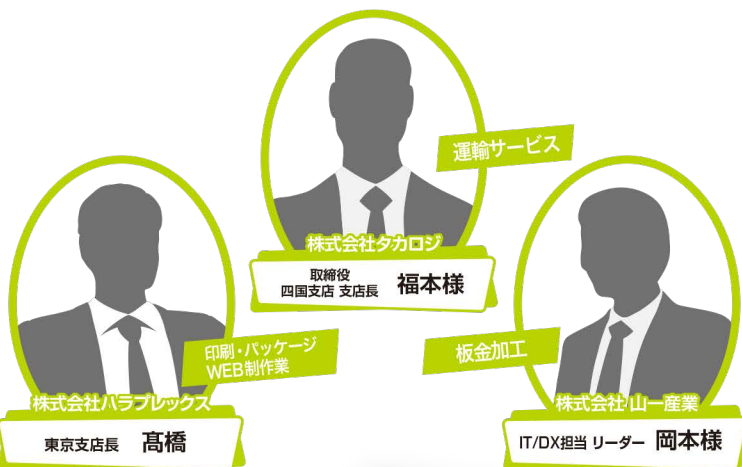 運輸サービス
株式会社タカロジ
取締役
四国支店 支店長 福本様
印刷・パッケージ
WEB制作業
株式会社ハラプレックス
東京支店長 髙橋
板金加工
株式会社 山一産業
IT/DX担当 リーダー 岡本様